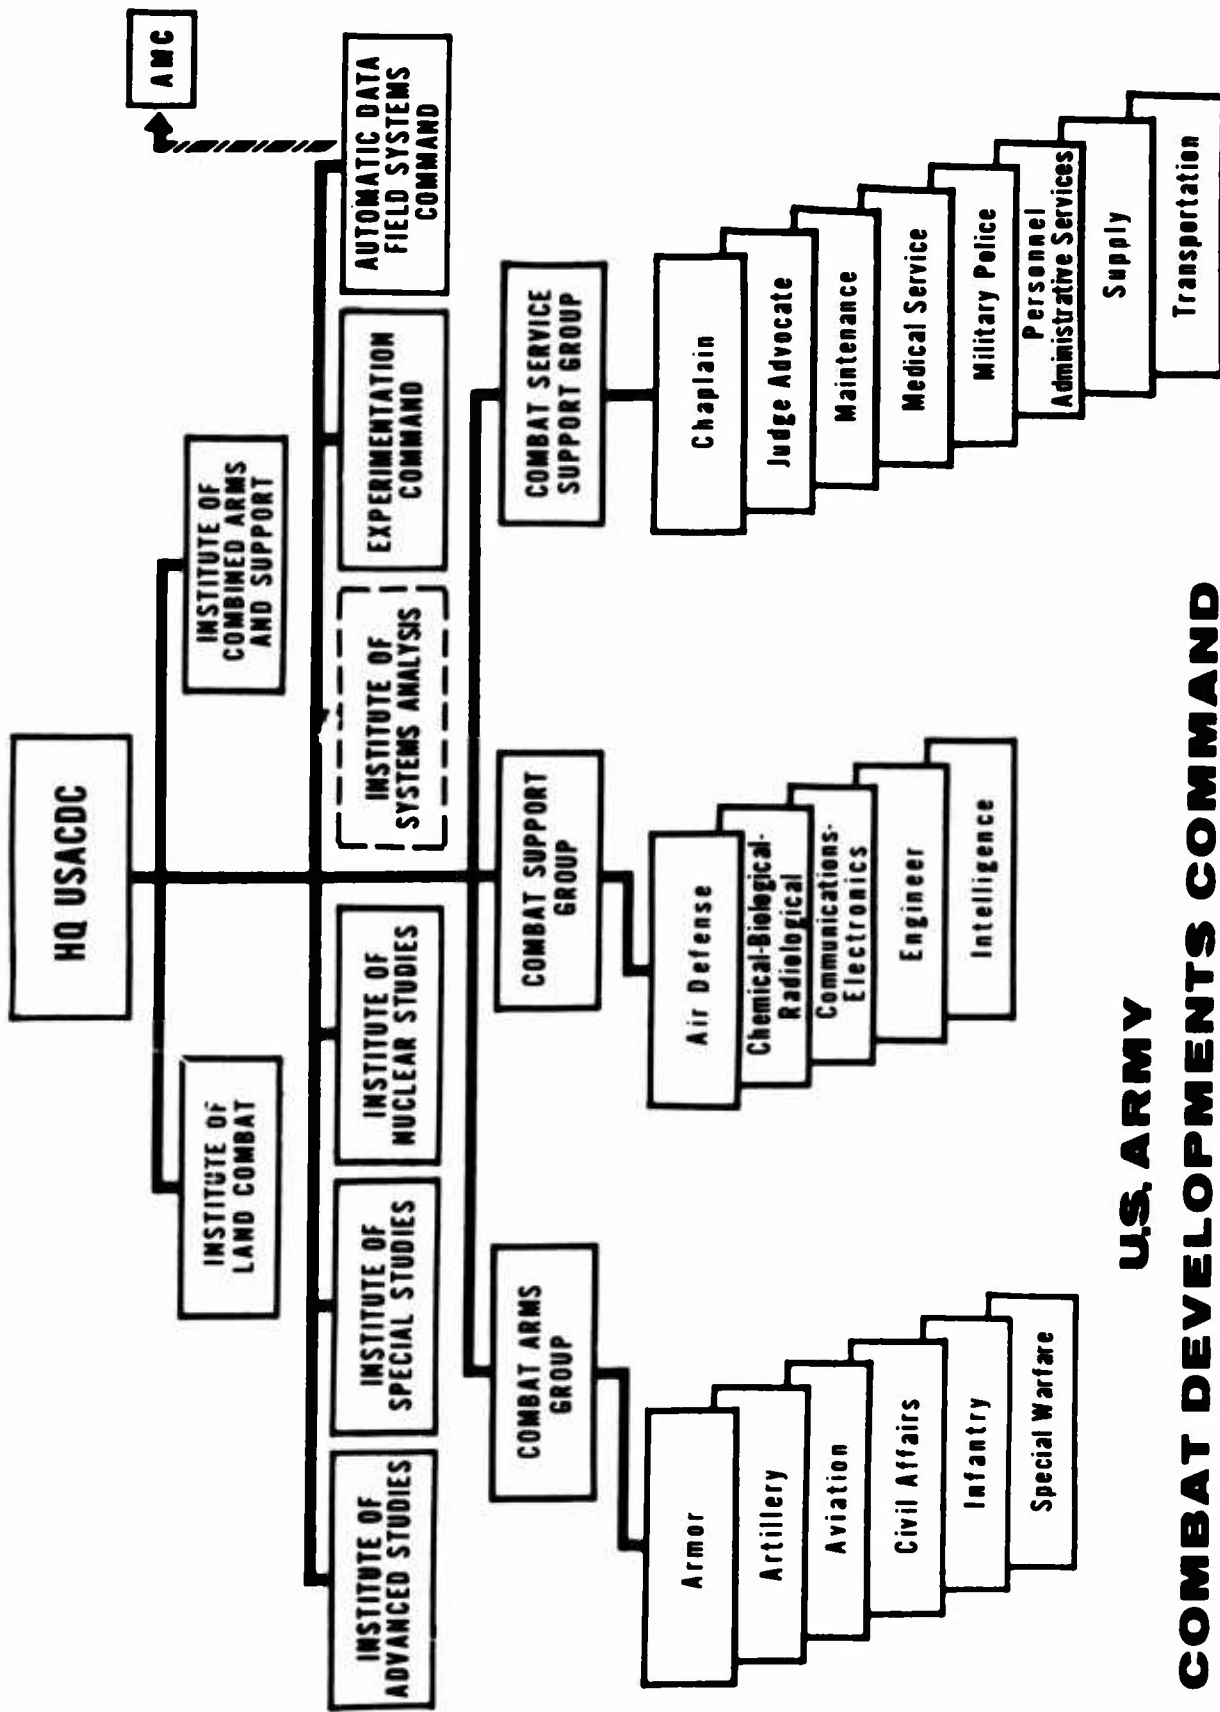 HQ USACDC
INSTITUTE OF
LAND COMBAT
INSTITUTE OF
COMBINED ARMS
AND SUPPORT
AMC
INSTITUTE OF
ADVANCED STUDIES
INSTITUTE OF
SPECIAL STUDIES
INSTITUTE OF
NUCLEAR STUDIES
INSTITUTE OF
SYSTEMS ANALYSIS
EXPERIMENTATION
COMMAND
AUTOMATIC DATA
FIELD SYSTEMS
COMMAND
COMBAT ARMS
GROUP
COMBAT SUPPORT
GROUP
COMBAT SERVICE
SUPPORT GROUP
Armor
Artillery
Aviation
Civil Affairs
Infantry
Special Warfare
Air Defense
Chemical-Biological-
Radiological
Communications-
Electronics
Engineer
Intelligence
Chaplain
Judge Advocate
Maintenance
Medical Service
Military Police
Personnel
Administrative Services
Supply
Transportation
U.S. ARMY
COMBAT DEVELOPMENTS COMMAND